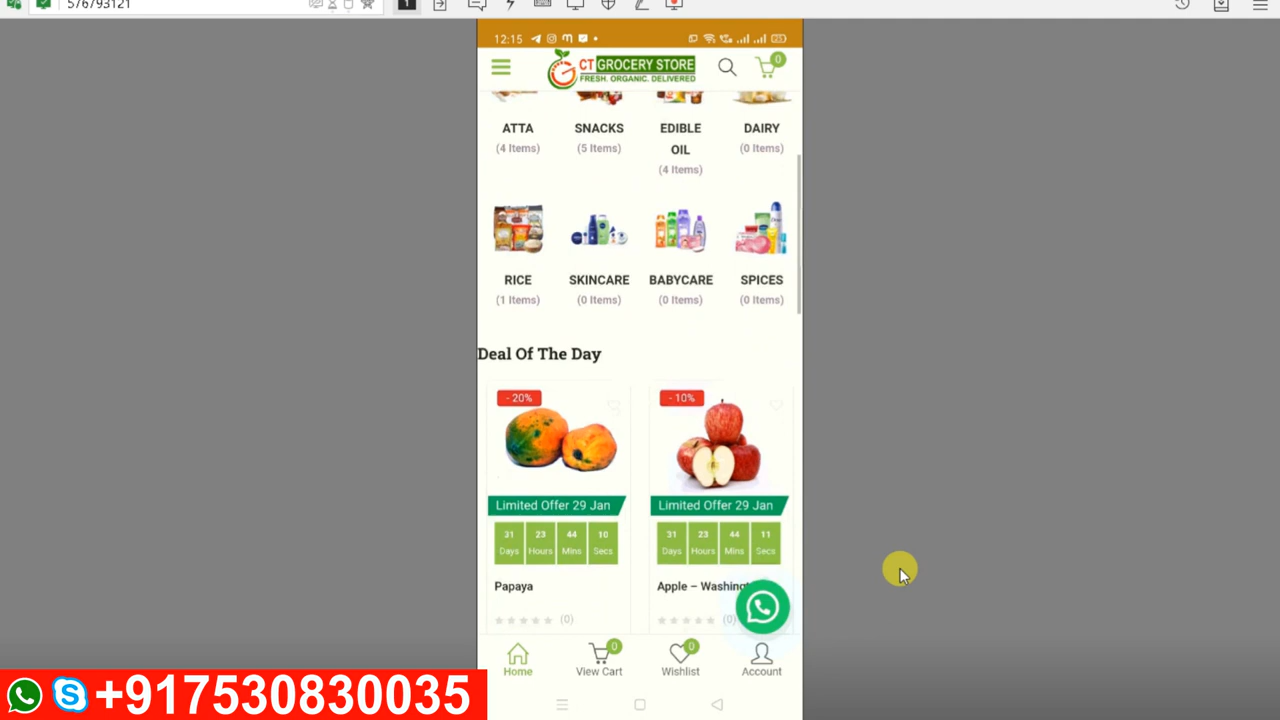 576793121
1
12:15
CT GROCERY STORE
FRESH. ORGANIC. DELIVERED
0
ATTA
(4 Items)
SNACKS
(5 Items)
EDIBLE
OIL
(4 Items)
DAIRY
(0 Items)
RICE
(1 Items)
SKINCARE
(0 Items)
BABYCARE
(0 Items)
SPICES
(0 Items)
Deal Of The Day
- 20%
Limited Offer 29 Jan
31 23 44 10
Days Hours Mins Secs
Papaya
(0)
- 10%
Limited Offer 29 Jan
31 23 44 11
Days Hours Mins Secs
Apple – Washing
(0)
Home
0
View Cart
0
Wishlist
Account
+917530830035